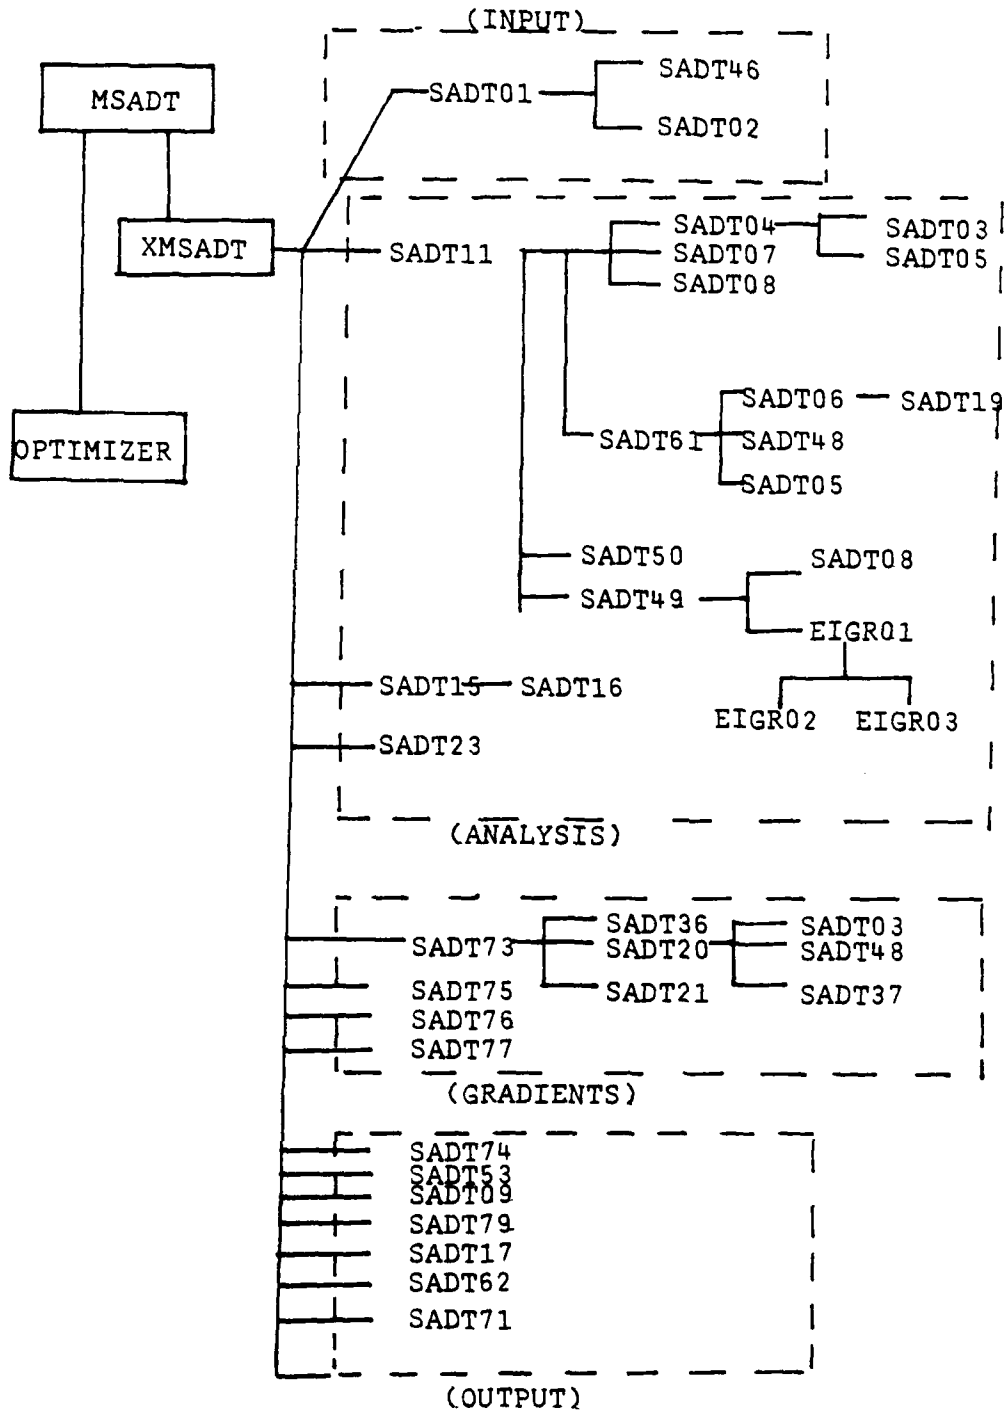 (INPUT)
MSADT
SADT01
SADT46
SADT02
XMSADT
SADT11
SADT04
SADT07
SADT08
SADT03
SADT05
OPTIMIZER
SADT61
SADT06
SADT19
SADT48
SADT05
SADT50
SADT49
SADT08
EIGR01
EIGR02
EIGR03
SADT15
SADT16
SADT23
(ANALYSIS)
SADT73
SADT36
SADT20
SADT21
SADT03
SADT48
SADT37
SADT75
SADT76
SADT77
(GRADIENTS)
SADT74
SADT53
SADT09
SADT79
SADT17
SADT62
SADT71
(OUTPUT)